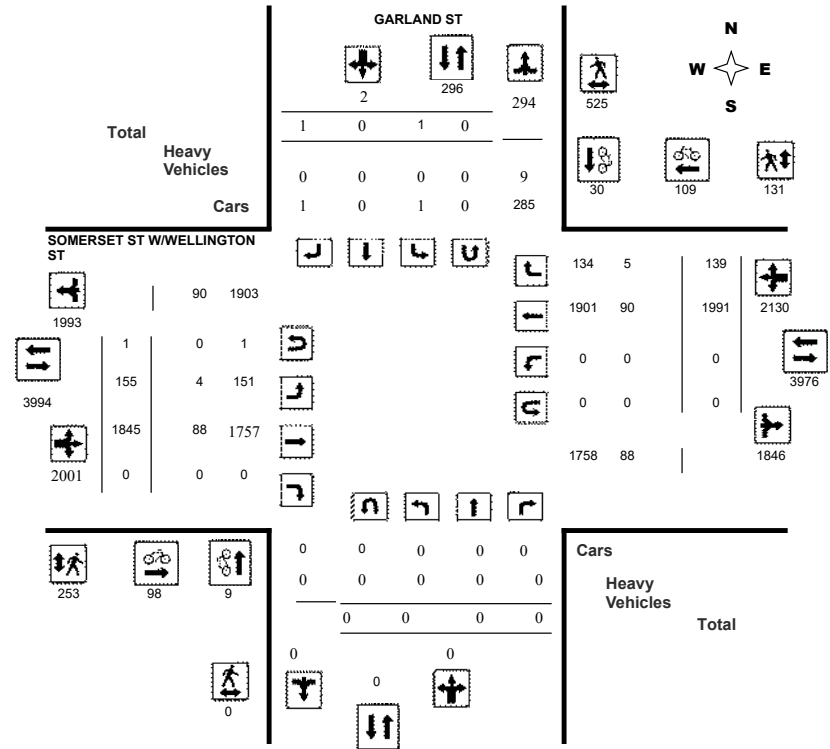 GARLAND ST
N
W E
S
2 296 294 525
Total 1 0 1 0
Heavy
Vehicles 0 0 0 0 9
30 109 131
Cars 1 0 1 0 285
SOMERSET ST W/WELLINGTON
ST
134 5 139
90 1903 1901 90 1991 2130
1993
1 0 1 0 0 0
3994 3976
155 4 151 0 0 0
1845 88 1757
1758 88 1846
2001 0 0 0
0 0 0 0 0 Cars
0 0 0 0 0 Heavy
Vehicles
253 98 9
0 0 0 0 Total
0 0
0
0